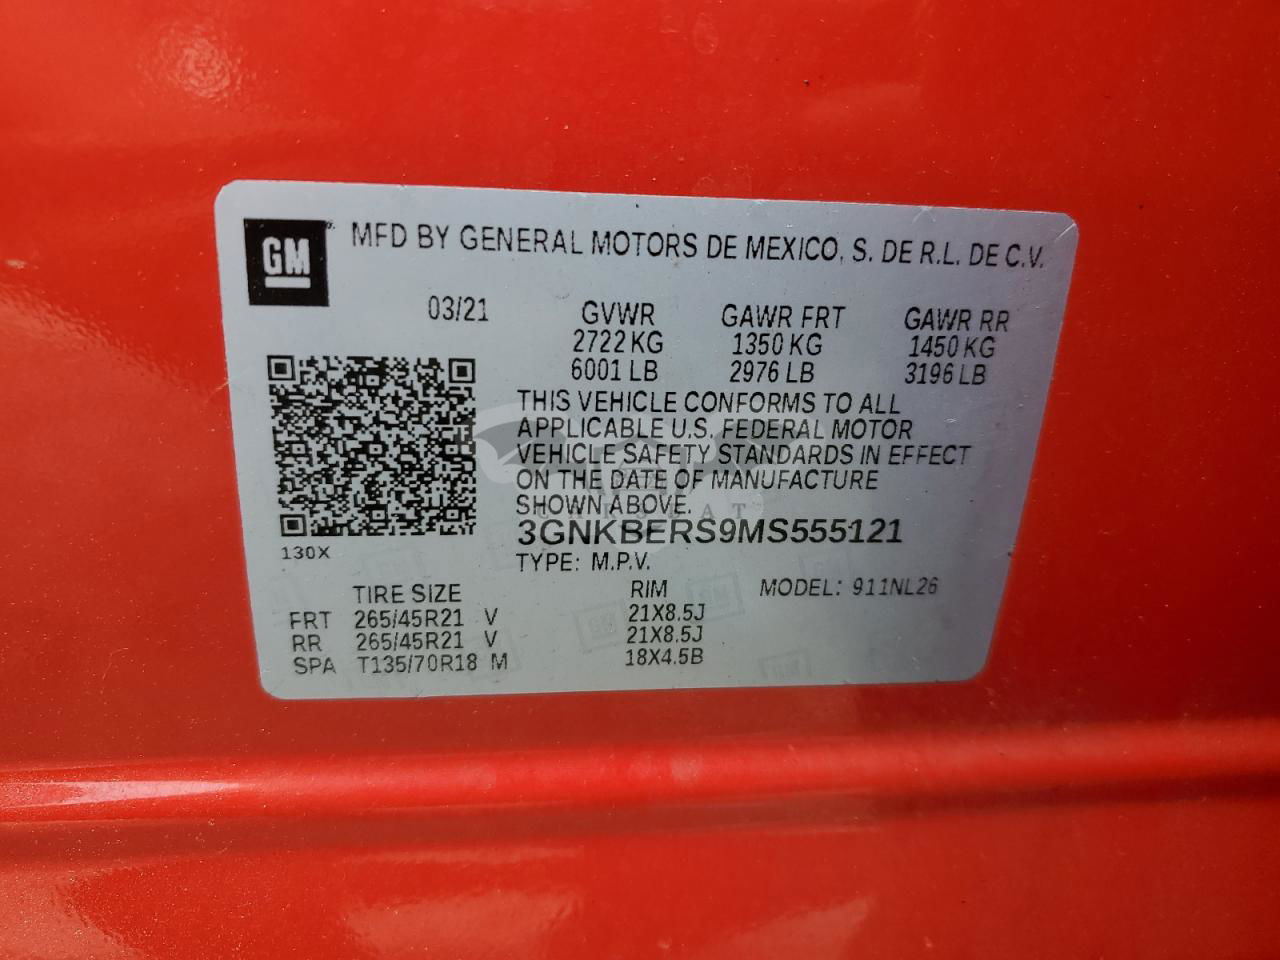 GM
MFD BY GENERAL MOTORS DE MEXICO, S. DE R.L. DE C.V.
03/21 GVWR GAWR FRT GAWR RR
2722 KG 1350 KG 1450 KG
6001 LB 2976 LB 3196 LB
THIS VEHICLE CONFORMS TO ALL
APPLICABLE U.S. FEDERAL MOTOR
VEHICLE SAFETY STANDARDS IN EFFECT
ON THE DATE OF MANUFACTURE
SHOWN ABOVE.
3GNKBERS9MS555121
130X
TYPE: M.P.V.
TIRE SIZE RIM MODEL: 911NL26
FRT 265/45R21 V 21X8.5J
RR 265/45R21 V 21X8.5J
SPA T135/70R18 M 18X4.5B